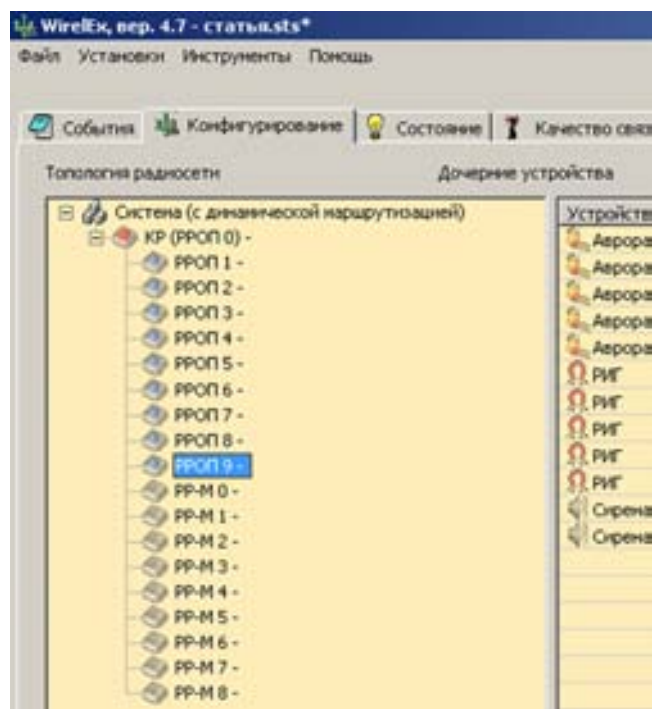 WirelEx, вер. 4.7 - статья.sts*
Файл Установки Инструменты Помощь
События Конфигурирование Состояние Качество связ
Топология радиосети Дочерние устройства
Система (с динамической маршрутизацией)
КР (РРОП 0) -
РРОП 1 -
РРОП 2 -
РРОП 3 -
РРОП 4 -
РРОП 5 -
РРОП 6 -
РРОП 7 -
РРОП 8 -
РРОП 9 -
РР-М 0 -
РР-М 1 -
РР-М 2 -
РР-М 3 -
РР-М 4 -
РР-М 5 -
РР-М 6 -
РР-М 7 -
РР-М 8 -
Устройств
Аврора
Аврора
Аврора
Аврора
Аврора
РИГ
РИГ
РИГ
РИГ
РИГ
Сирена
Сирена